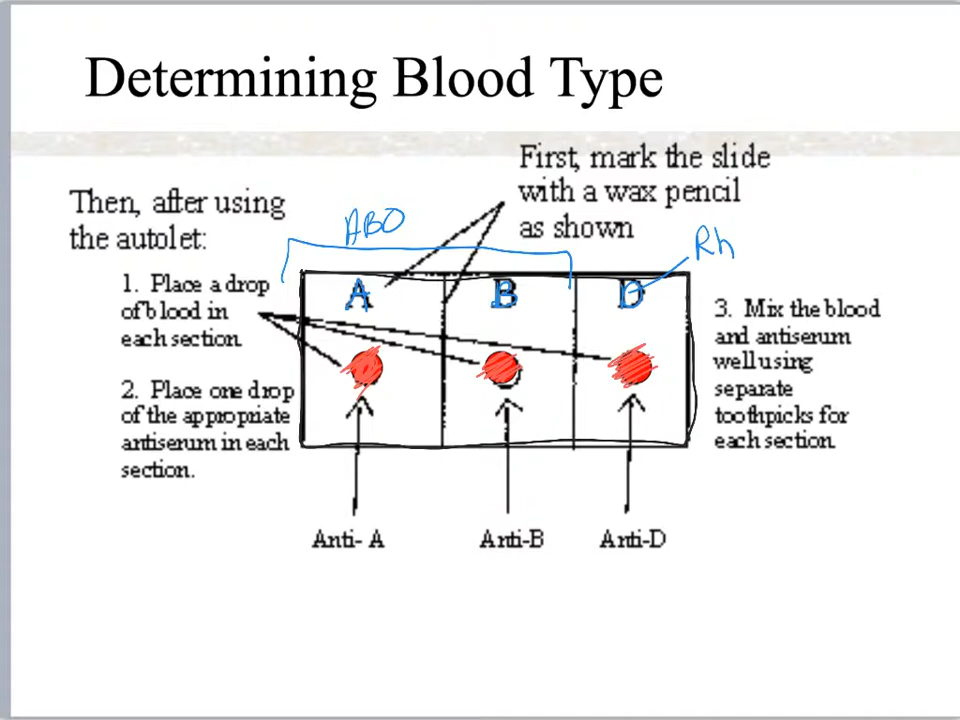 Determining Blood Type
First, mark the slide
with a wax pencil
as shown
Then, after using
the autolet:
ABO
Rh
1. Place a drop
of blood in
each section.
2. Place one drop
of the appropriate
antiserum in each
section.
A
B
D
3. Mix the blood
and antiserum
well using
separate
toothpicks for
each section.
Anti- A
Anti-B
Anti-D